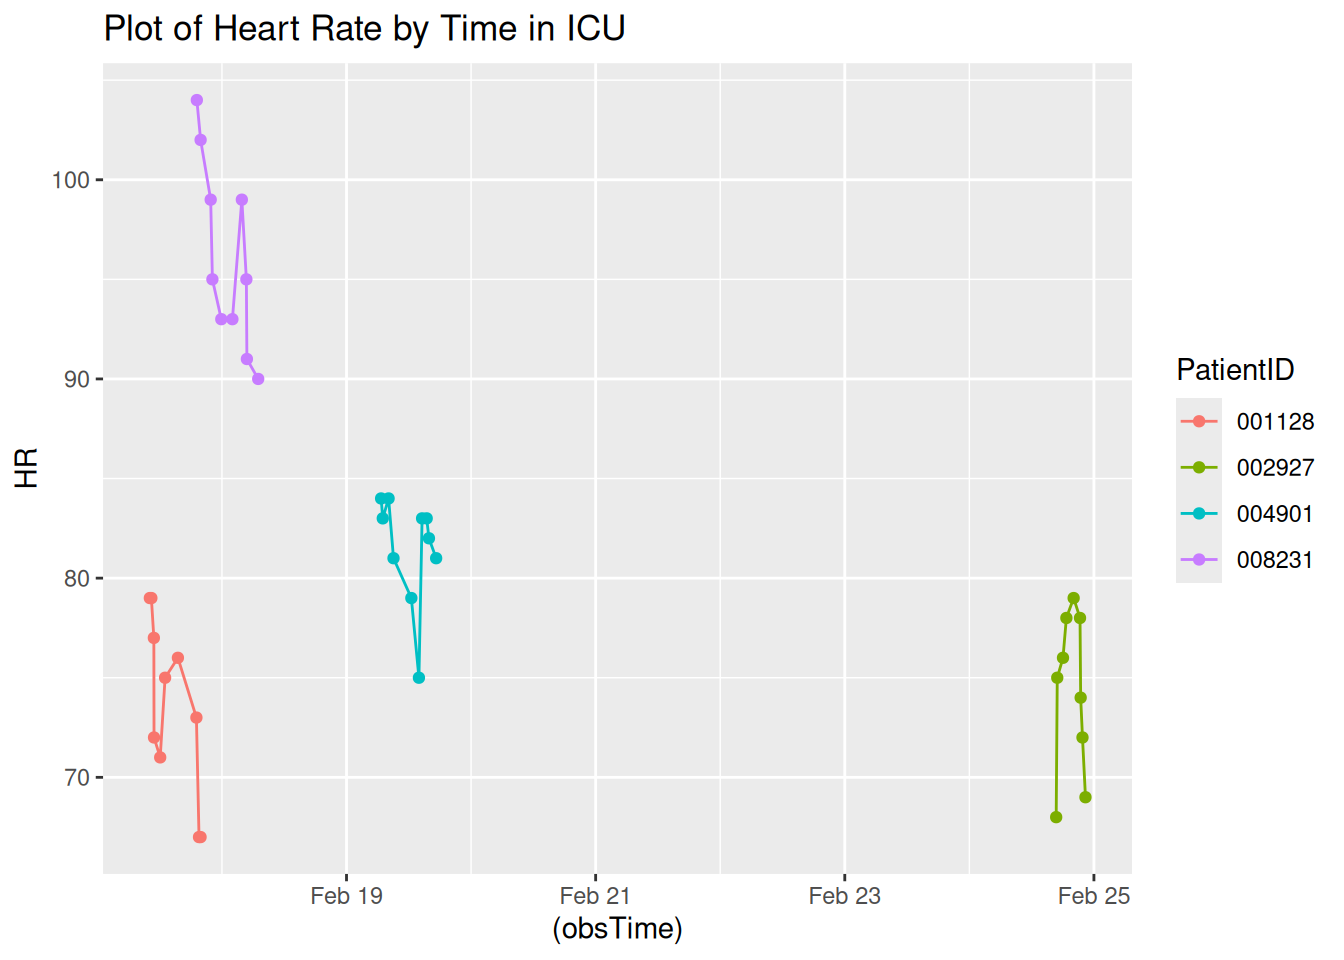 Plot of Heart Rate by Time in ICU
100
90
80
70
HR
Feb 19
Feb 21
Feb 23
Feb 25
(obsTime)
PatientID
001128
002927
004901
008231